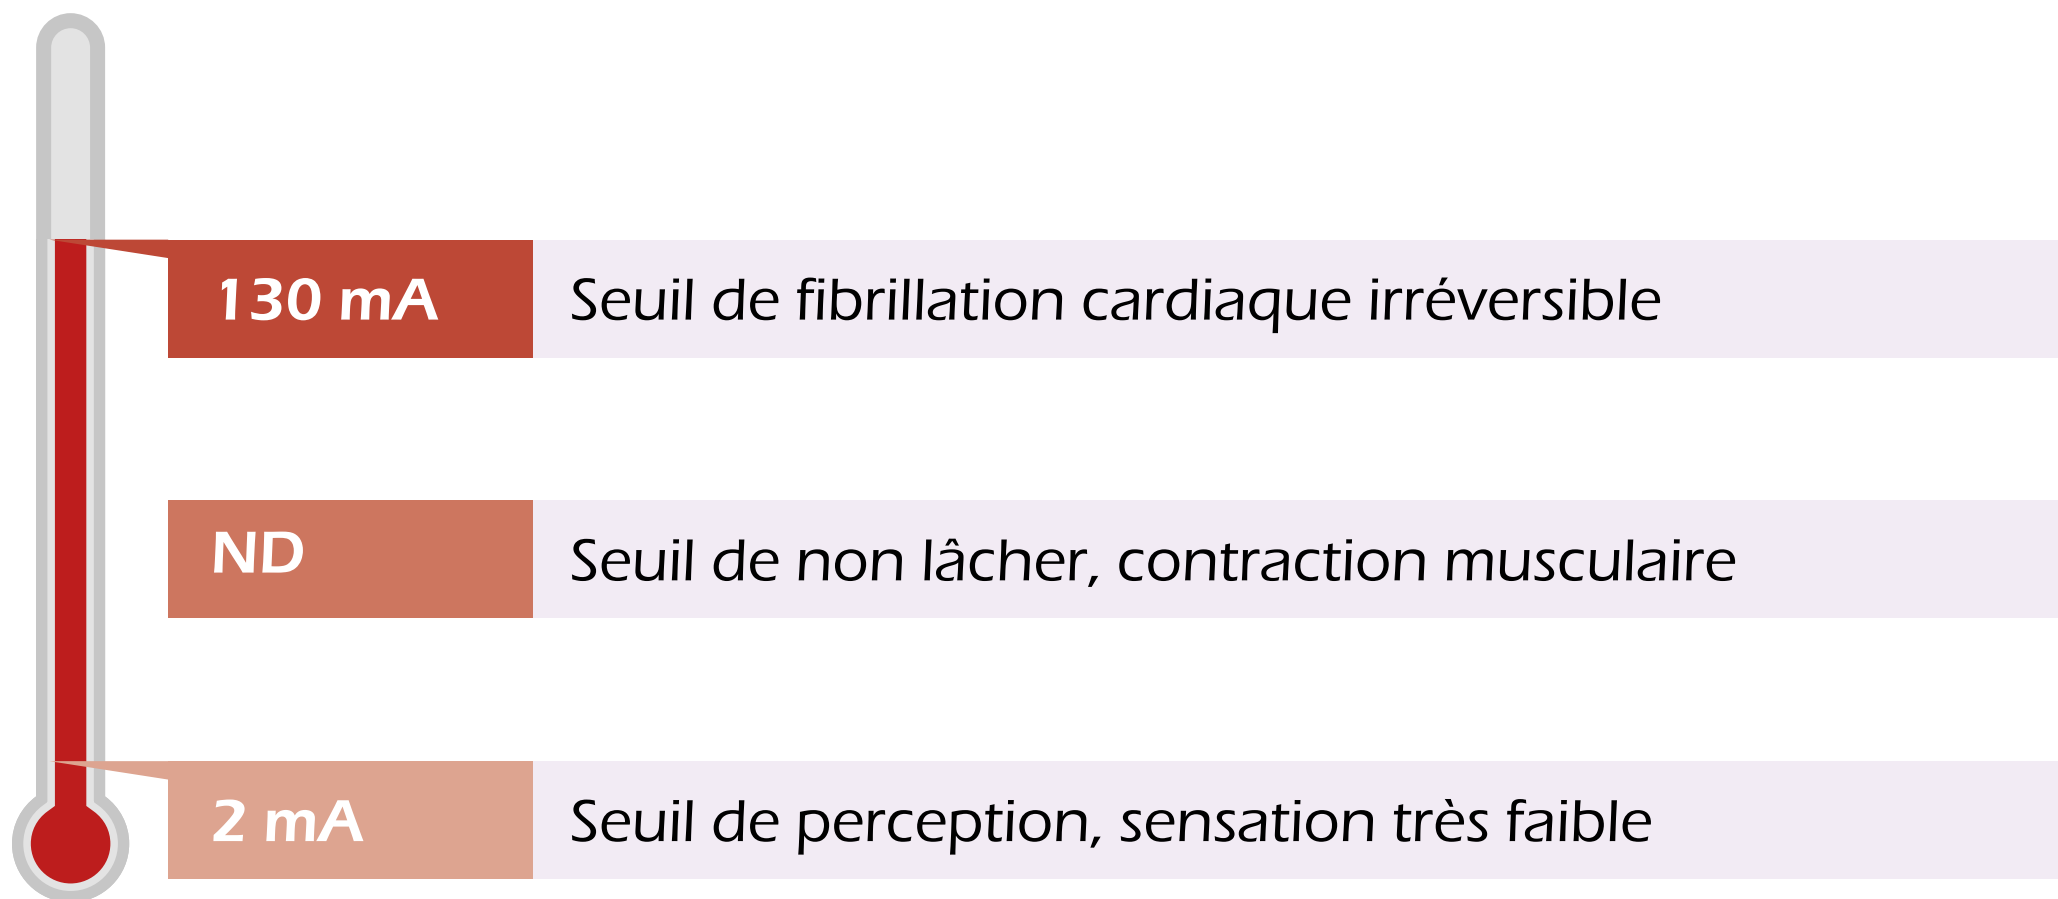 130 mA Seuil de fibrillation cardiaque irréversible
ND Seuil de non lâcher, contraction musculaire
2 mA Seuil de perception, sensation très faible